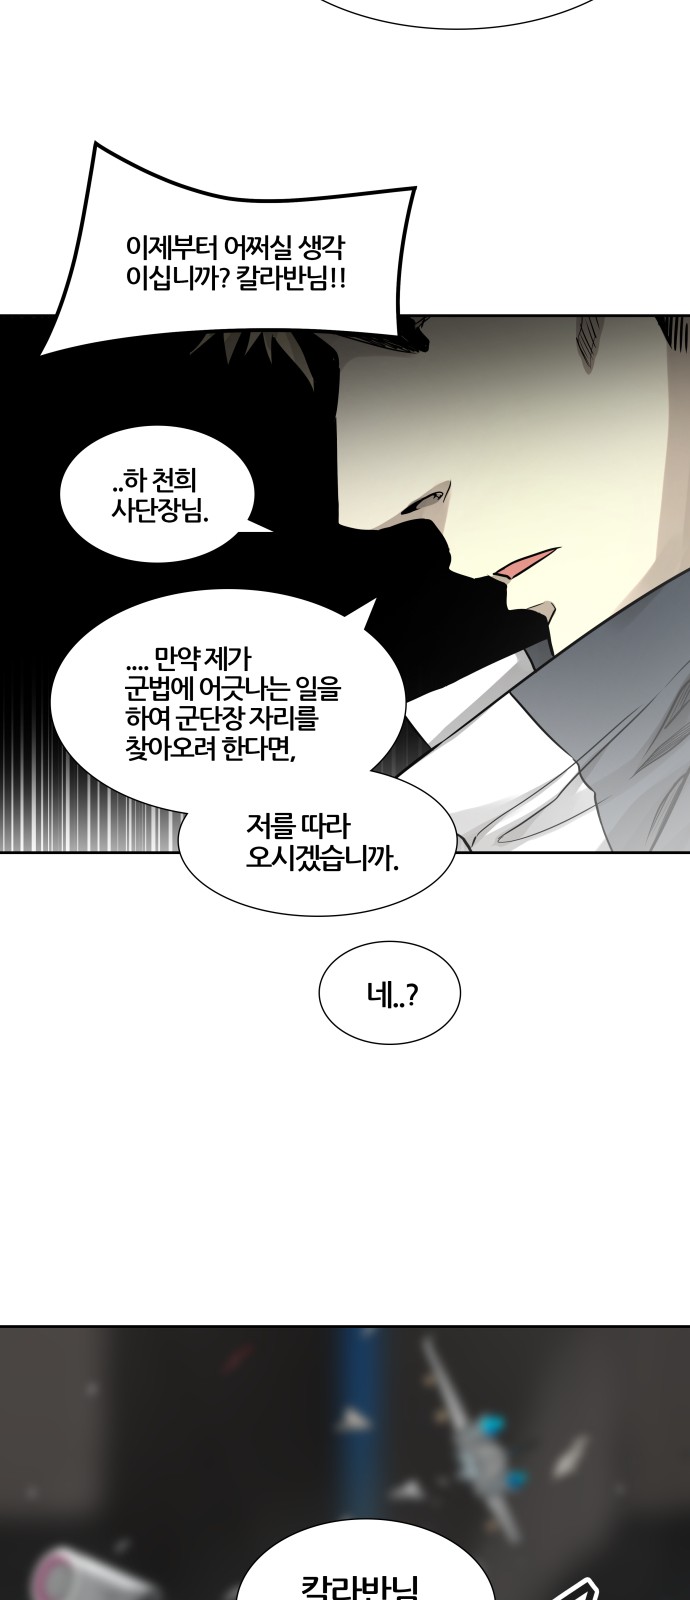 이제부터 어쩌실 생각
이십니까? 칼라반님!!
..하 천희
사단장님.
.... 만약 제가
군법에 어긋나는 일을
하여 군단장 자리를
찾아오려 한다면,
저를 따라
오시겠습니까.
네..?
칼라반님